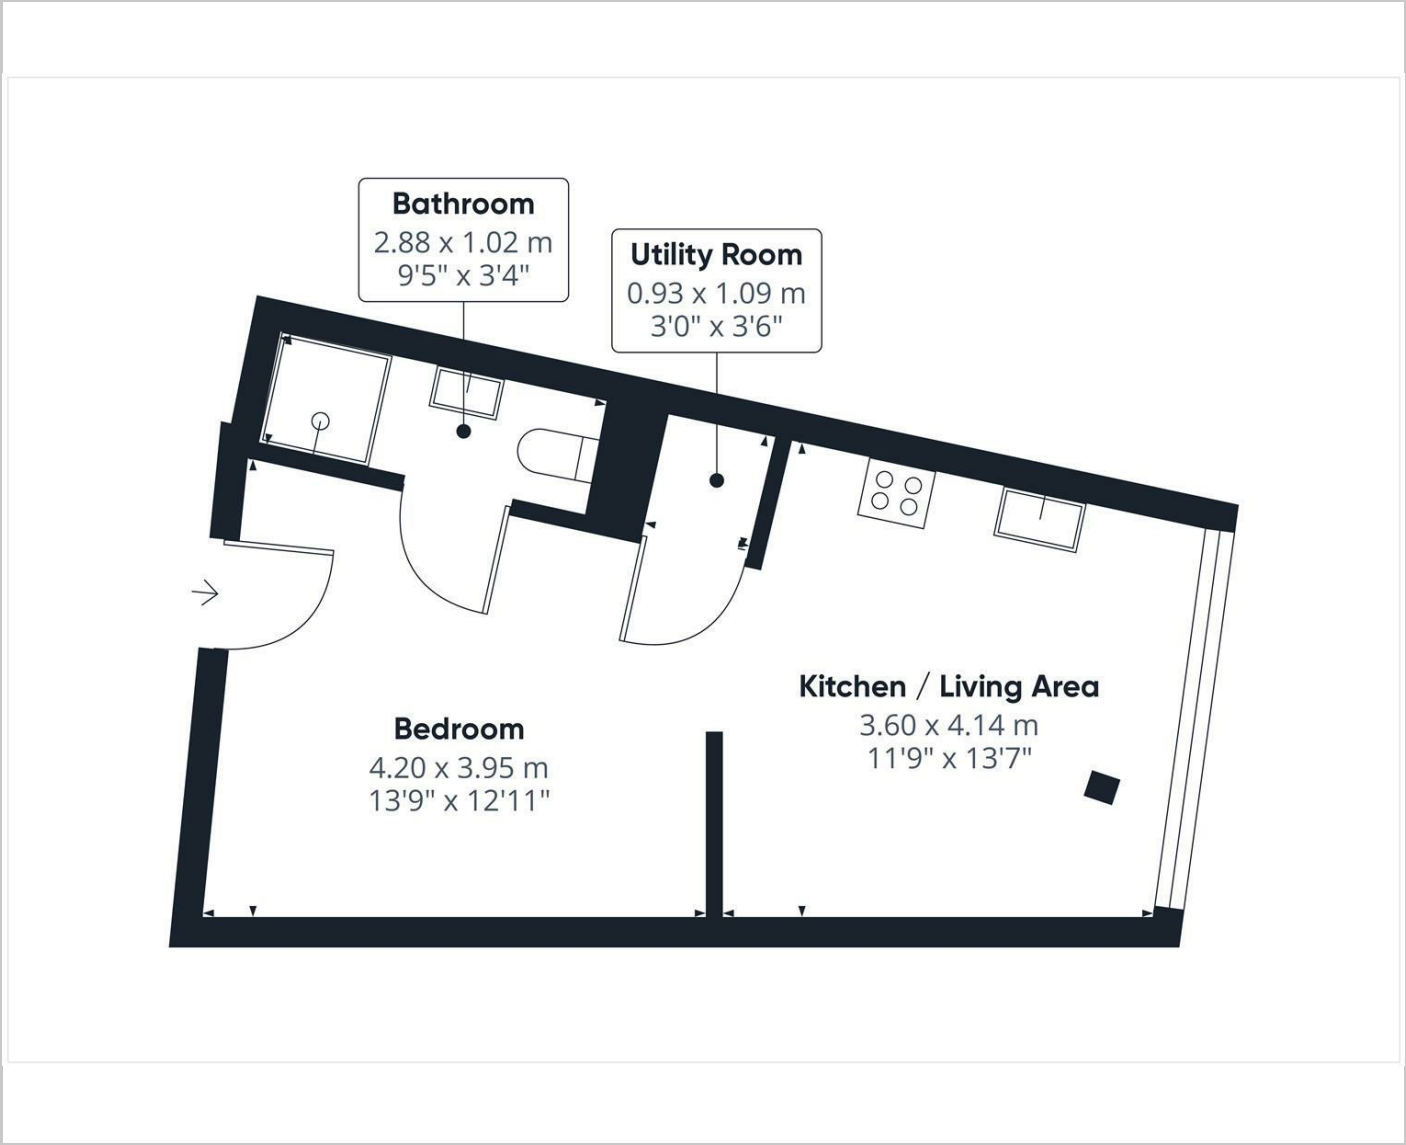 Bathroom
2.88 x 1.02 m
9'5" x 3'4"
Utility Room
0.93 x 1.09 m
3'0" x 3'6"
Kitchen / Living Area
3.60 x 4.14 m
11'9" x 13'7"
Bedroom
4.20 x 3.95 m
13'9" x 12'11"